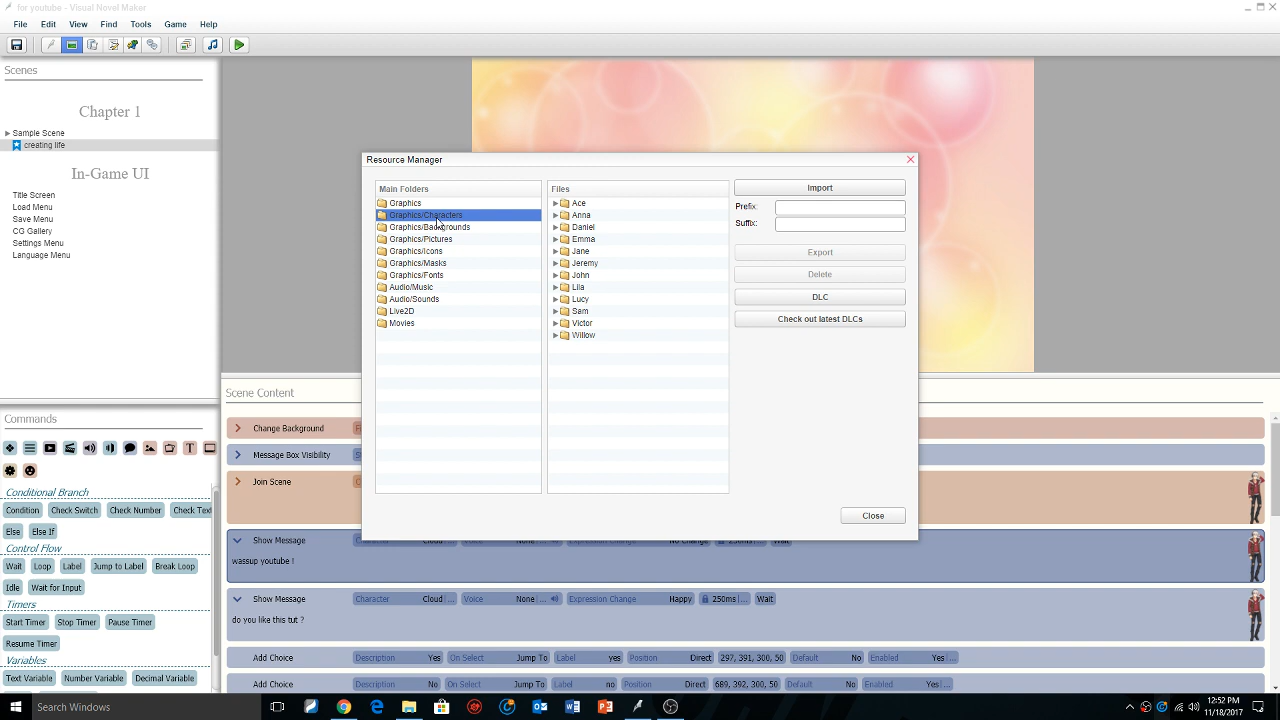 for youtube - Visual Novel Maker
File Edit View Find Tools Game Help
Scenes
Chapter 1
Sample Scene
creating life
In-Game UI
Title Screen
Load Menu
Save Menu
CG Gallery
Settings Menu
Language Menu
Resource Manager
Main Folders
Graphics
Graphics/Characters
Graphics/Backgrounds
Graphics/Pictures
Graphics/Icons
Graphics/Masks
Graphics/Fonts
Audio/Music
Audio/Sounds
Live2D
Movies
Files
Ace
Anna
Daniel
Emma
Jane
Jeremy
John
Lila
Lucy
Sam
Victor
Willow
Import
Prefix:
Suffix:
Export
Delete
DLC
Check out latest DLCs
Close
Commands
Conditional Branch
Condition Check Switch Check Number Check Text
Else Else If
Control Flow
Wait Loop Label Jump to Label Break Loop
Idle Wait for Input
Timers
Start Timer Stop Timer Pause Timer
Resume Timer
Variables
Text Variable Number Variable Decimal Variable
Scene Content
Change Background
Message Box Visibility
Join Scene
Show Message Character Cloud ... Voice None ... Expression Change No Change 250ms ... Wait
wassup youtube !
Show Message Character Cloud ... Voice None ... Expression Change Happy 250ms ... Wait
do you like this tut ?
Add Choice Description Yes On Select Jump To Label yes Position Direct 297, 391, 300, 50 Default No Enabled Yes ...
Add Choice Description No On Select Jump To Label no Position Direct 689, 392, 300, 50 Default No Enabled Yes ...
Search Windows
12:52 PM
11/18/2017